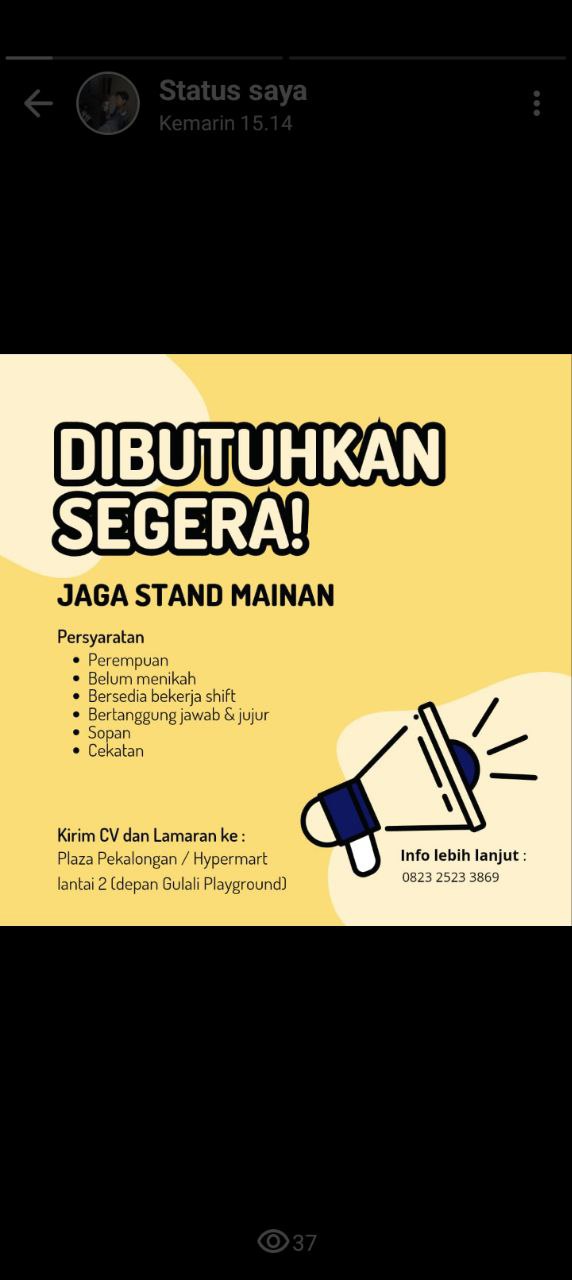 Status saya
Kemarin 15.14
DIBUTUHKAN
SEGERA!
JAGA STAND MAINAN
Persyaratan
• Perempuan
• Belum menikah
• Bersedia bekerja shift
• Bertanggung jawab & jujur
• Sopan
• Cekatan
Kirim CV dan Lamaran ke :
Plaza Pekalongan / Hypermart
lantai 2 (depan Gulali Playground)
Info lebih lanjut :
0823 2523 3869
37